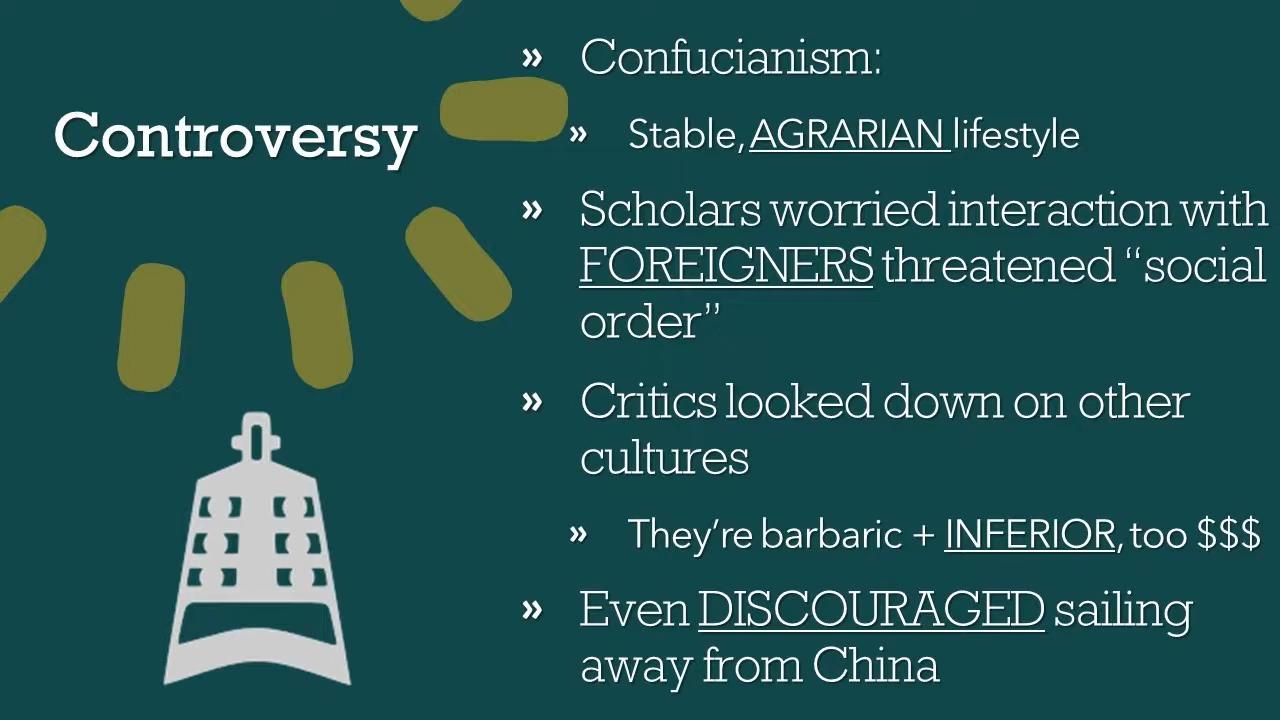 Controversy
» Confucianism:
» Stable, AGRARIAN lifestyle
» Scholars worried interaction with
FOREIGNERS threatened “social
order”
» Critics looked down on other
cultures
» They’re barbaric + INFERIOR, too $$$
» Even DISCOURAGED sailing
away from China